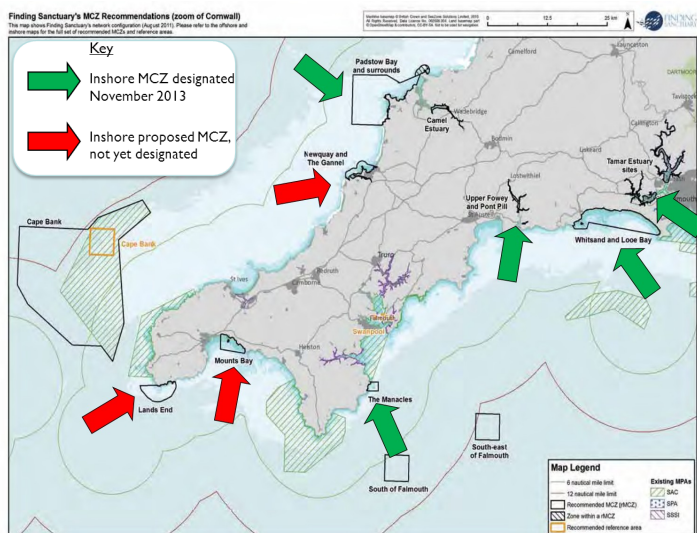 Finding Sanctuary's MCZ Recommendations (zoom of Cornwall)
This map shows Finding Sanctuary's network configuration (August 2011). Please refer to the offshore and
inshore maps for the full set of recommended MCZs and reference areas.
0 12.5 25 km
FINDING
SANCTUARY
Key
Inshore MCZ designated
November 2013
Inshore proposed MCZ,
not yet designated
Padstow Bay
and surrounds
Camelford
Launceston
DARTMOOR
Tavistock
Wadebridge
Camel
Estuary
Bodmin
Callington
Liskeard
Newquay and
The Gannel
Lostwithiel
Tamar Estuary
sites
Upper Fowey
and Pont Pill
St Austell
Whitsand and Looe Bay
Cape Bank
Cape Bank
Truro
St Ives
Redruth
Camborne
Falmouth
Swanpool
Helston
Mounts Bay
Lands End
The Manacles
South-east
of Falmouth
South of Falmouth
Map Legend
6 nautical mile limit
12 nautical mile limit
Recommended MCZ (rMCZ)
Zone within a rMCZ
Recommended reference area
Existing MPAs
SAC
SPA
SSSI